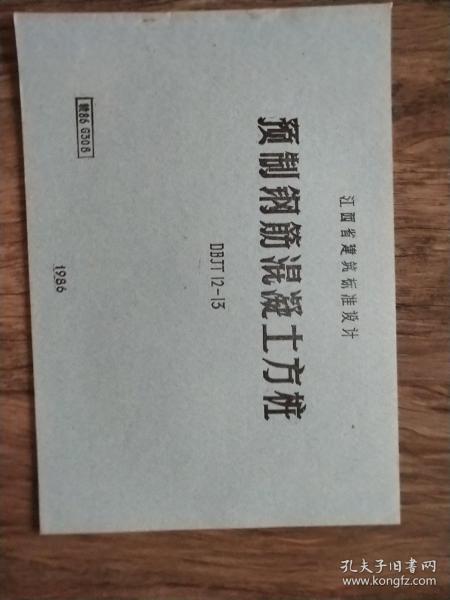 赣86 G308
江西省建筑标准设计
预制钢筋混凝土方桩
DBJT 12-13
1986
孔夫子旧书网
www.kongfz.com